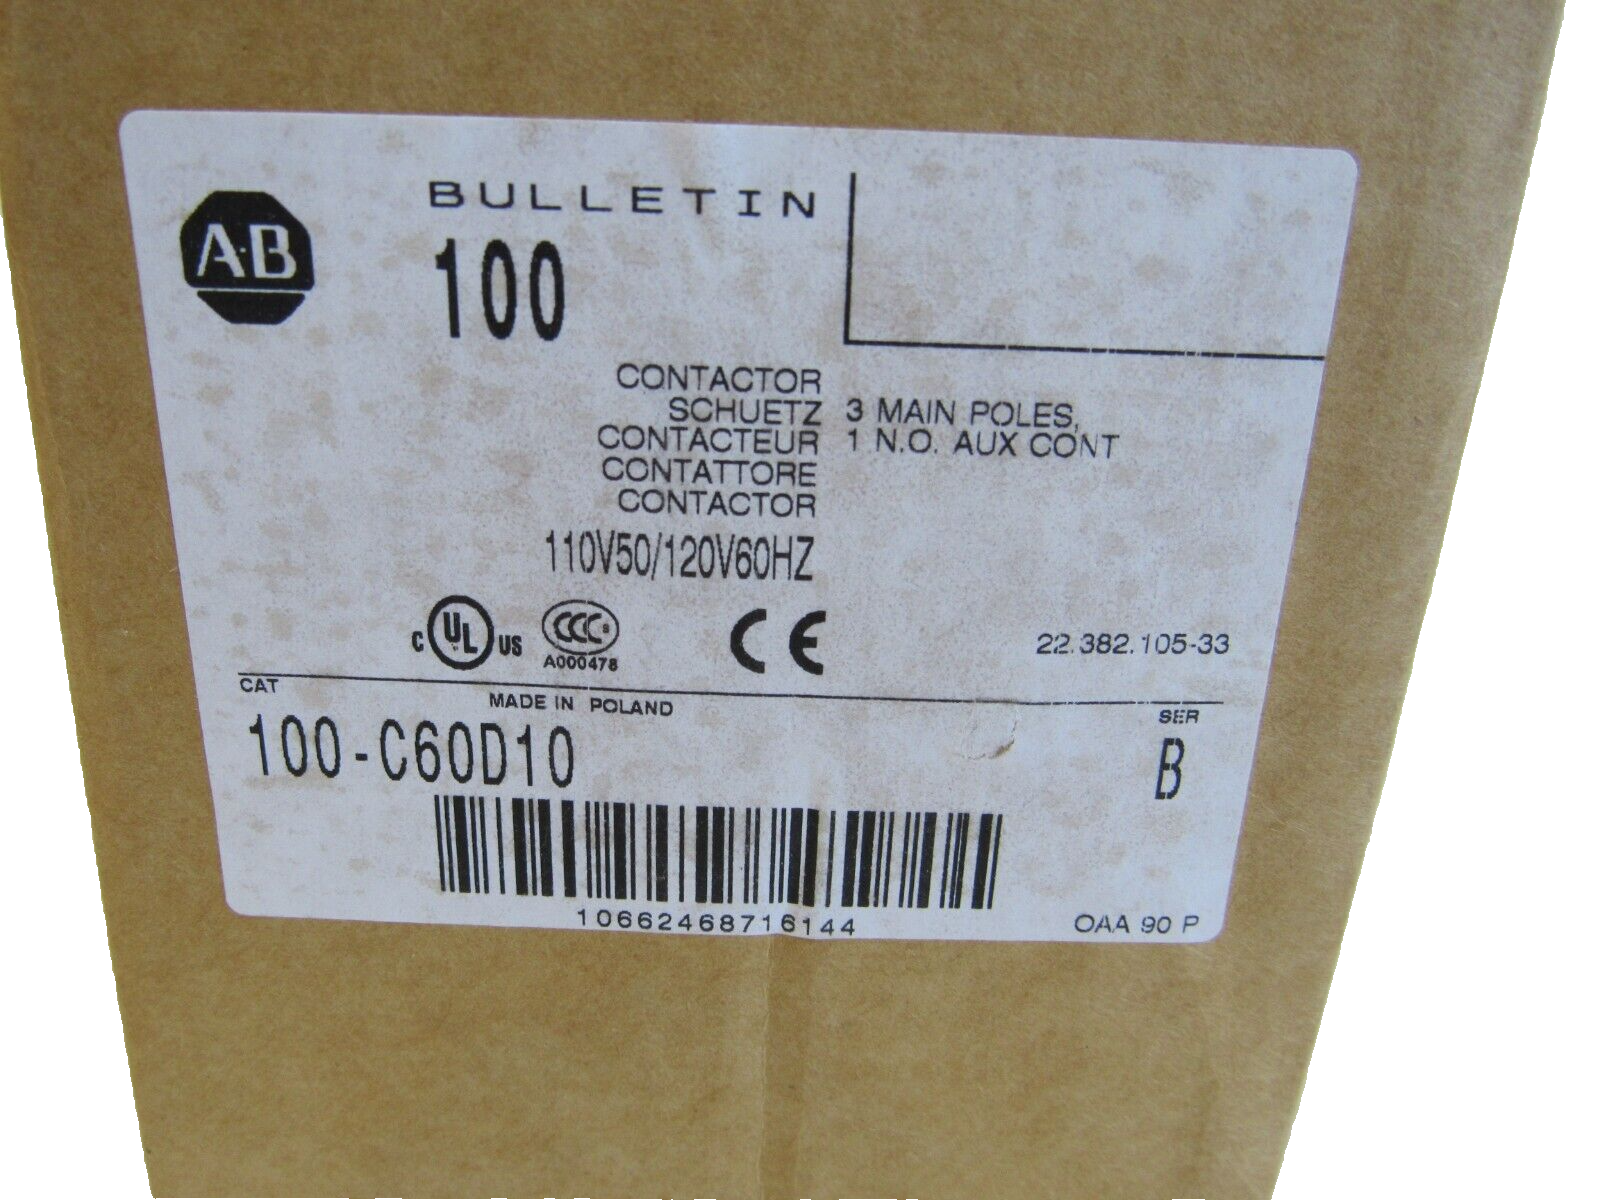 A-B
BULLETIN
100
CONTACTOR
SCHUETZ 3 MAIN POLES,
CONTACTEUR 1 N.O. AUX CONT
CONTATTORE
CONTACTOR
110V50/120V60HZ
C UL US
CCC S
A000478
CE
22.382.105-33
CAT
MADE IN POLAND
SER
100-C60D10
B
10662468716144
OAA 90 P